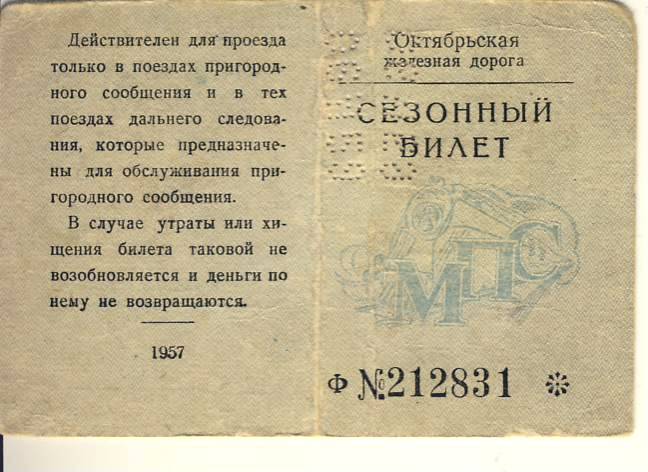 Действителен для проезда
только в поездах пригород-
ного сообщения и в тех
поездах дальнего следова-
ния, которые предназначе-
ны для обслуживания при-
городного сообщения.
В случае утраты или хи-
щения билета таковой не
возобновляется и деньги по
нему не возвращаются.
1957
Октябрьская
железная дорога
СЕЗОННЫЙ
БИЛЕТ
МПС
Ф №212831